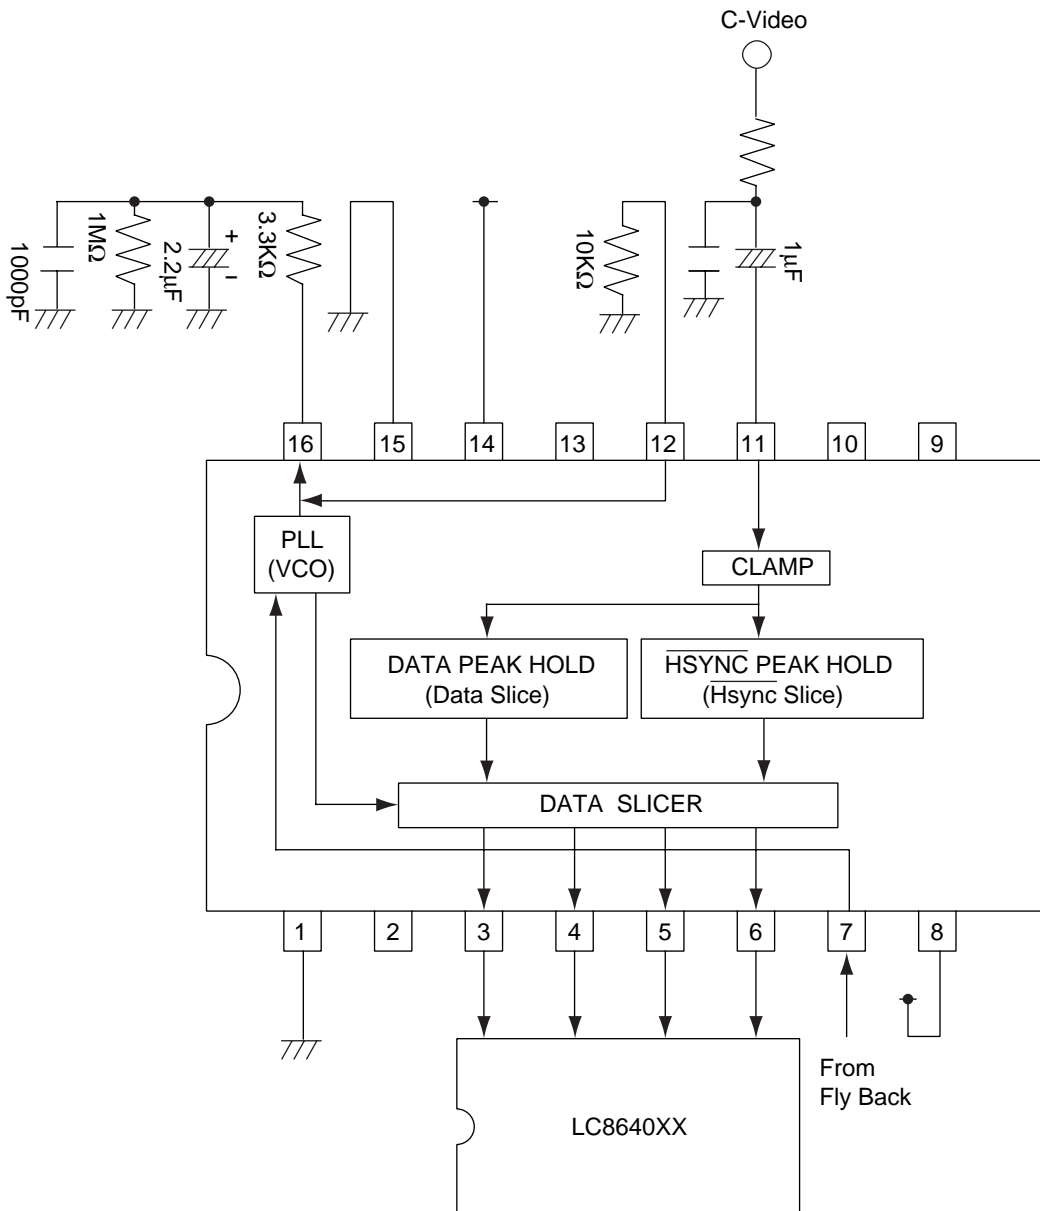 C-Video
1000pF
1MΩ
2.2μF
+
-
3.3KΩ
10KΩ
1μF
16 15 14 13 12 11 10 9
PLL
(VCO)
CLAMP
DATA PEAK HOLD
(Data Slice)
H̅S̅Y̅N̅C̅ PEAK HOLD
(H̅s̅y̅n̅c̅ Slice)
DATA SLICER
1 2 3 4 5 6 7 8
From
Fly Back
LC8640XX